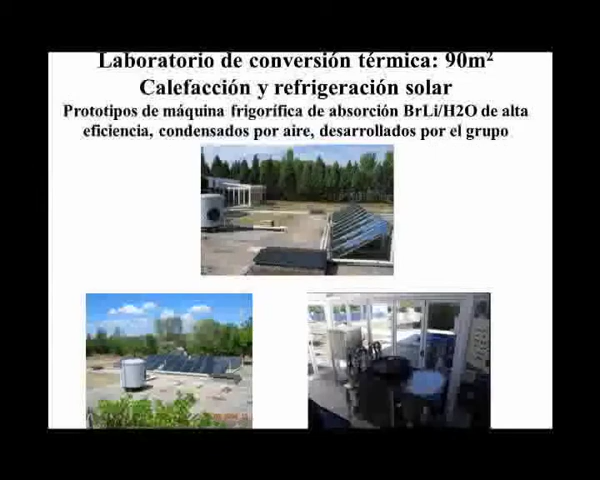 Laboratorio de conversión térmica: 90m²
Calefacción y refrigeración solar
Prototipos de máquina frigorífica de absorción BrLi/H2O de alta
eficiencia, condensados por aire, desarrollados por el grupo